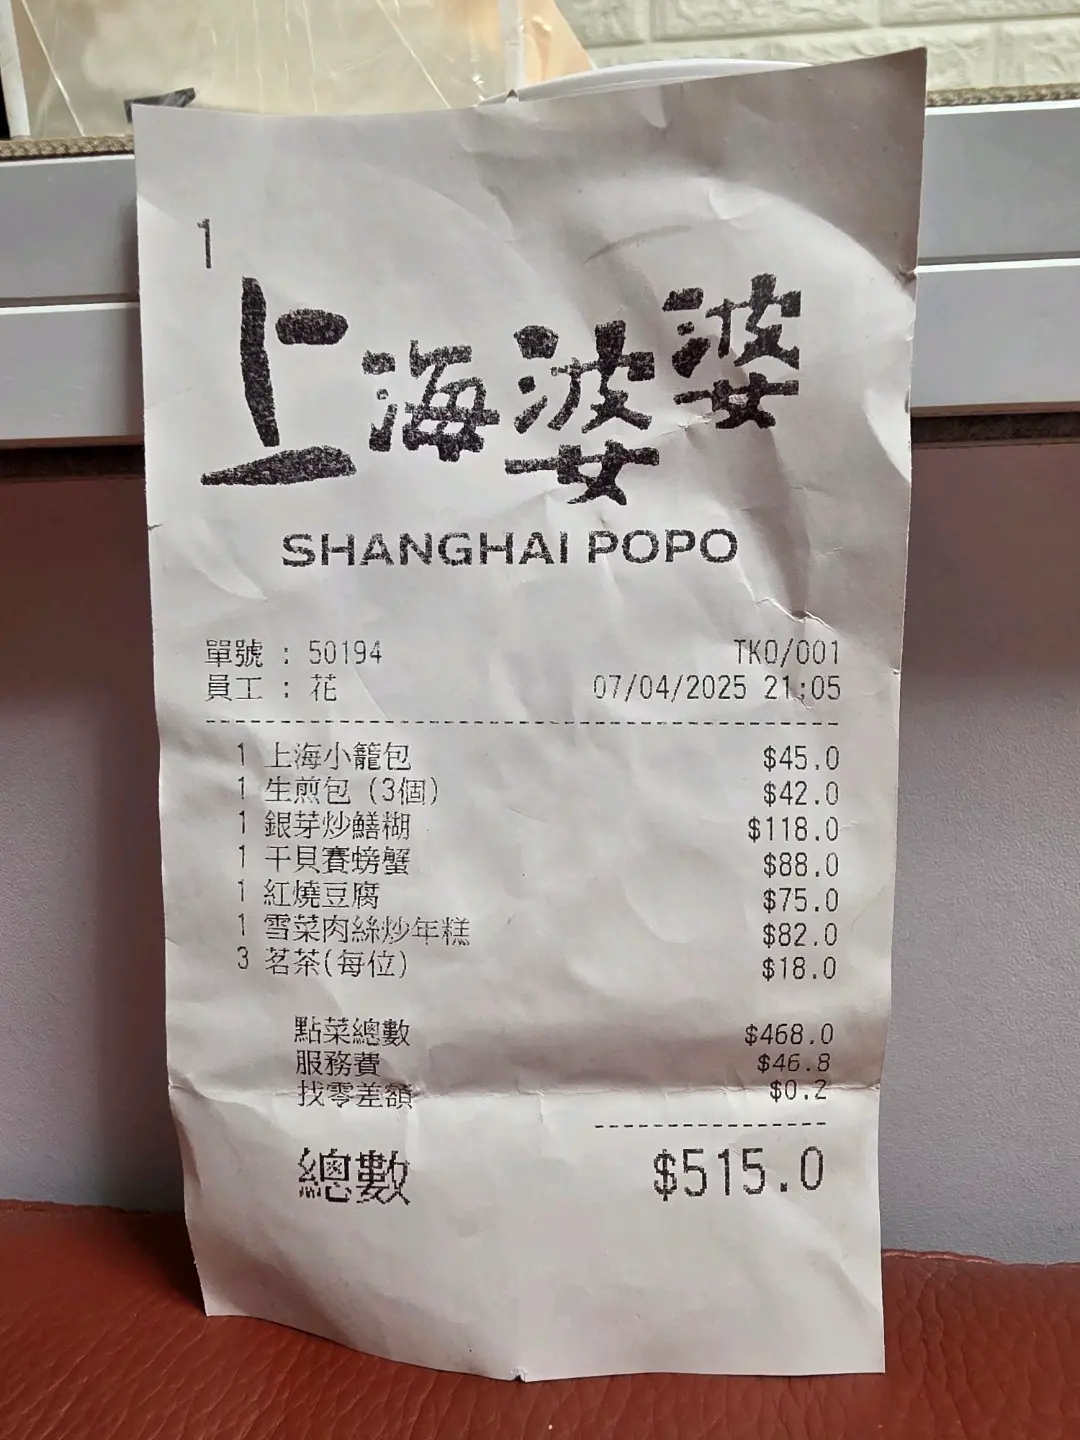 1
上海婆婆
SHANGHAI POPO
單號 : 50194 TKO/001
員工 : 花 07/04/2025 21:05
1 上海小籠包 $45.0
1 生煎包 (3個) $42.0
1 銀芽炒鱔糊 $118.0
1 干貝賽螃蟹 $88.0
1 紅燒豆腐 $75.0
1 雪菜肉絲炒年糕 $82.0
3 茗茶(每位) $18.0
點菜總數 $468.0
服務費 $46.8
找零差額 $0.2
總數 $515.0